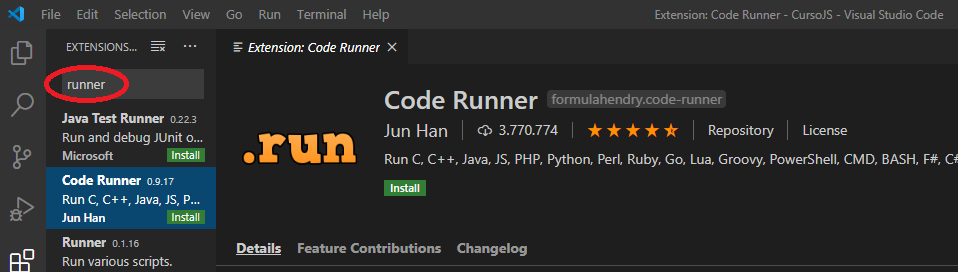 File Edit Selection View Go Run Terminal Help Extension: Code Runner - CursoJS - Visual Studio Code
EXTENSIONS... ...
Extension: Code Runner
runner
Java Test Runner 0.22.3
Run and debug JUnit o...
Microsoft Install
Code Runner 0.9.17
Run C, C++, Java, JS, P...
Jun Han Install
Runner 0.1.16
Run various scripts.
.run
Code Runner formulahendry.code-runner
Jun Han 3.770.774 Repository License
Run C, C++, Java, JS, PHP, Python, Perl, Ruby, Go, Lua, Groovy, PowerShell, CMD, BASH, F#, C#
Install
Details Feature Contributions Changelog